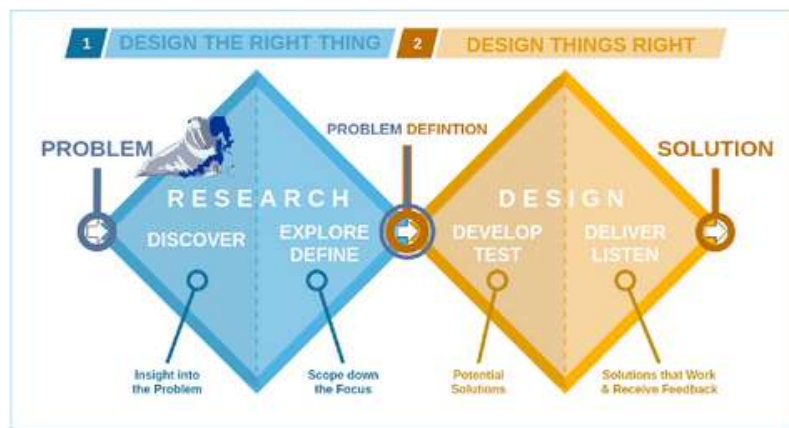 1 DESIGN THE RIGHT THING 2 DESIGN THINGS RIGHT
PROBLEM
PROBLEM DEFINTION
SOLUTION
RESEARCH
DESIGN
DISCOVER
EXPLORE
DEFINE
DEVELOP
TEST
DELIVER
LISTEN
Insight into
the Problem
Scope down
the Focus
Potential
Solutions
Solutions that Work
& Receive Feedback